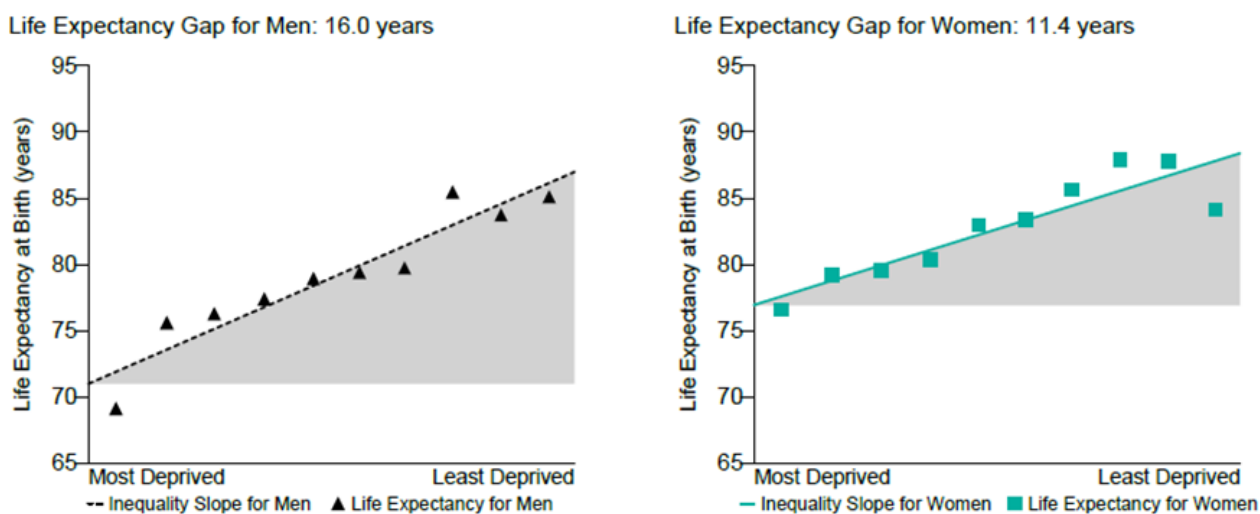 Life Expectancy Gap for Men: 16.0 years
95
90
85
80
75
70
65
Life Expectancy at Birth (years)
Most Deprived
Least Deprived
Inequality Slope for Men
Life Expectancy for Men
Life Expectancy Gap for Women: 11.4 years
95
90
85
80
75
70
65
Life Expectancy at Birth (years)
Most Deprived
Least Deprived
Inequality Slope for Women
Life Expectancy for Women